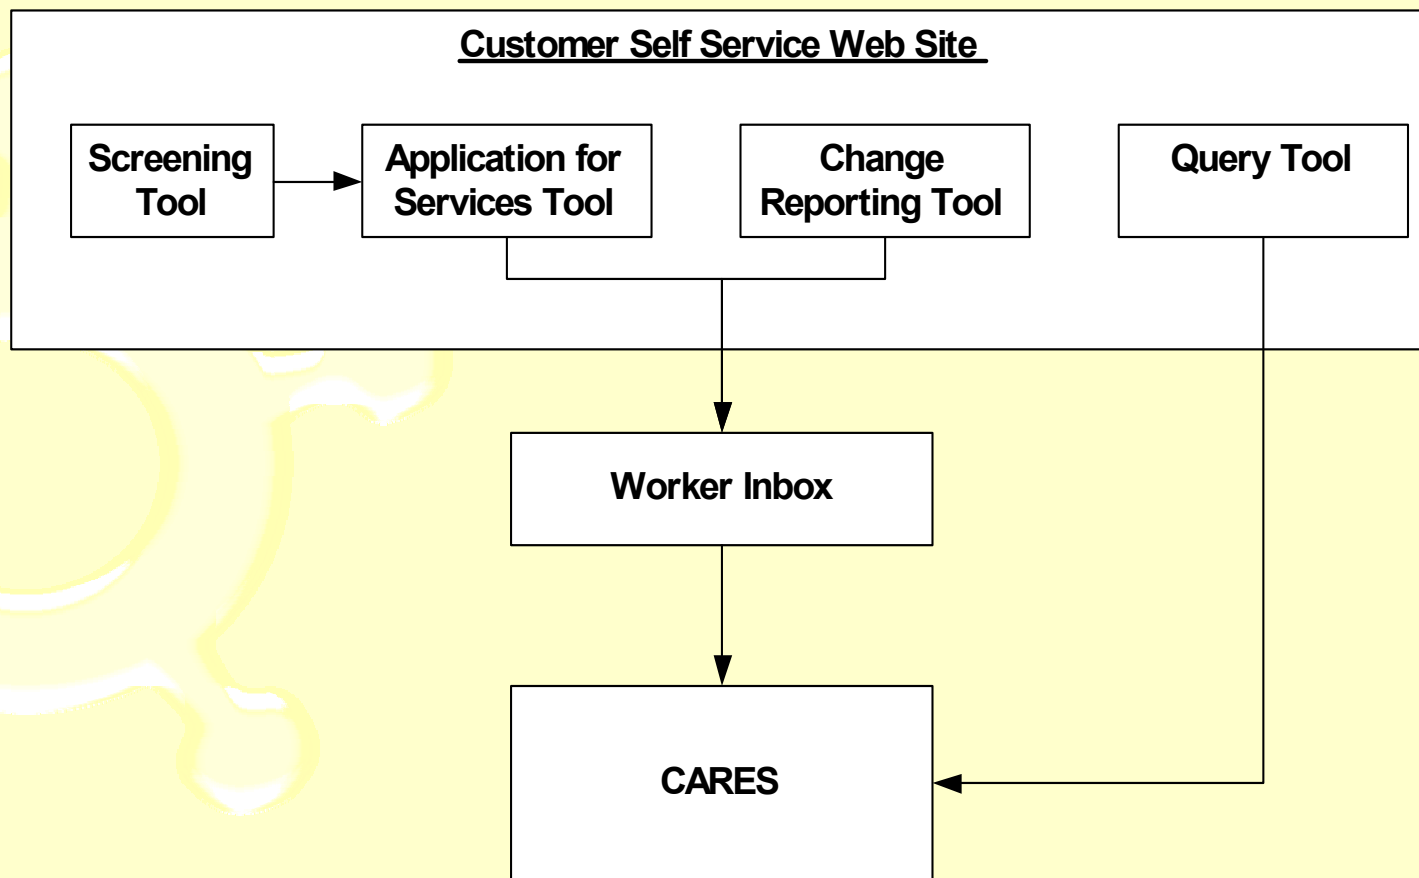 Customer Self Service Web Site
Screening
Tool
Application for
Services Tool
Change
Reporting Tool
Query Tool
Worker Inbox
CARES